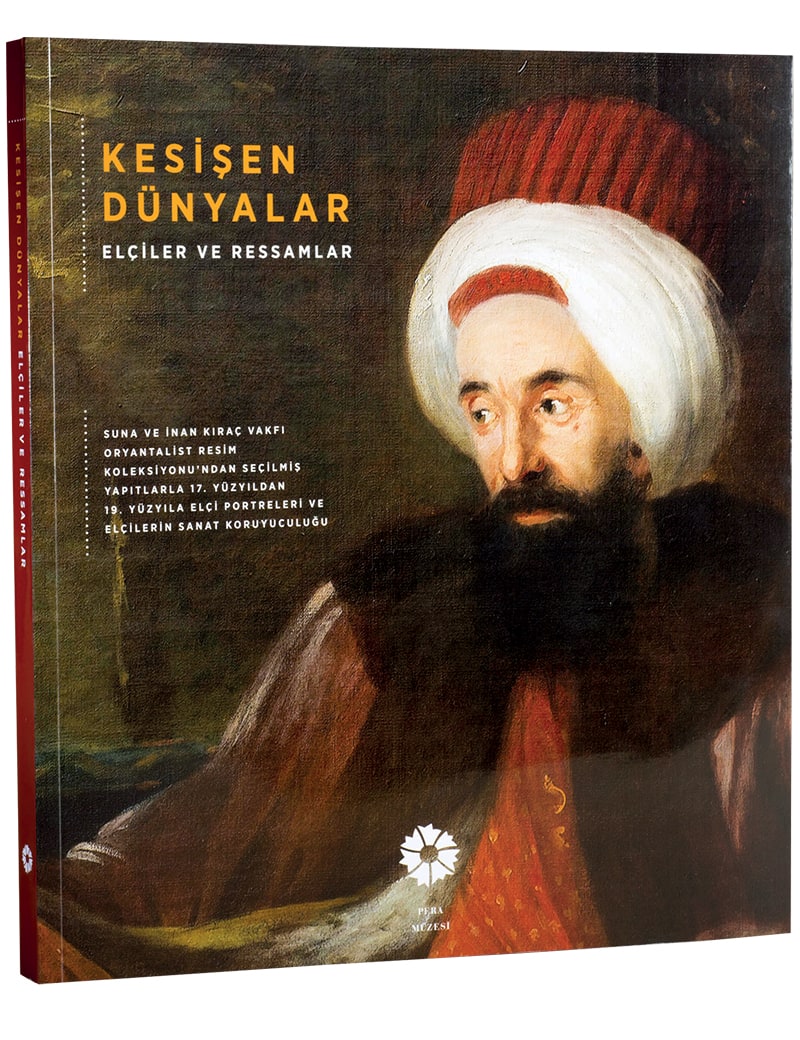 KESİŞEN
DÜNYALAR
ELÇİLER VE RESSAMLAR
SUNA VE İNAN KIRAÇ VAKFI
ORYANTALİST RESİM
KOLEKSİYONU'NDAN SEÇİLMİŞ
YAPITLARLA 17. YÜZYILDAN
19. YÜZYILA ELÇİ PORTRELERİ VE
ELÇİLERİN SANAT KORUYUCULUĞU
PERA
MÜZESİ
KESİŞEN DÜNYALAR ELÇİLER VE RESSAMLAR